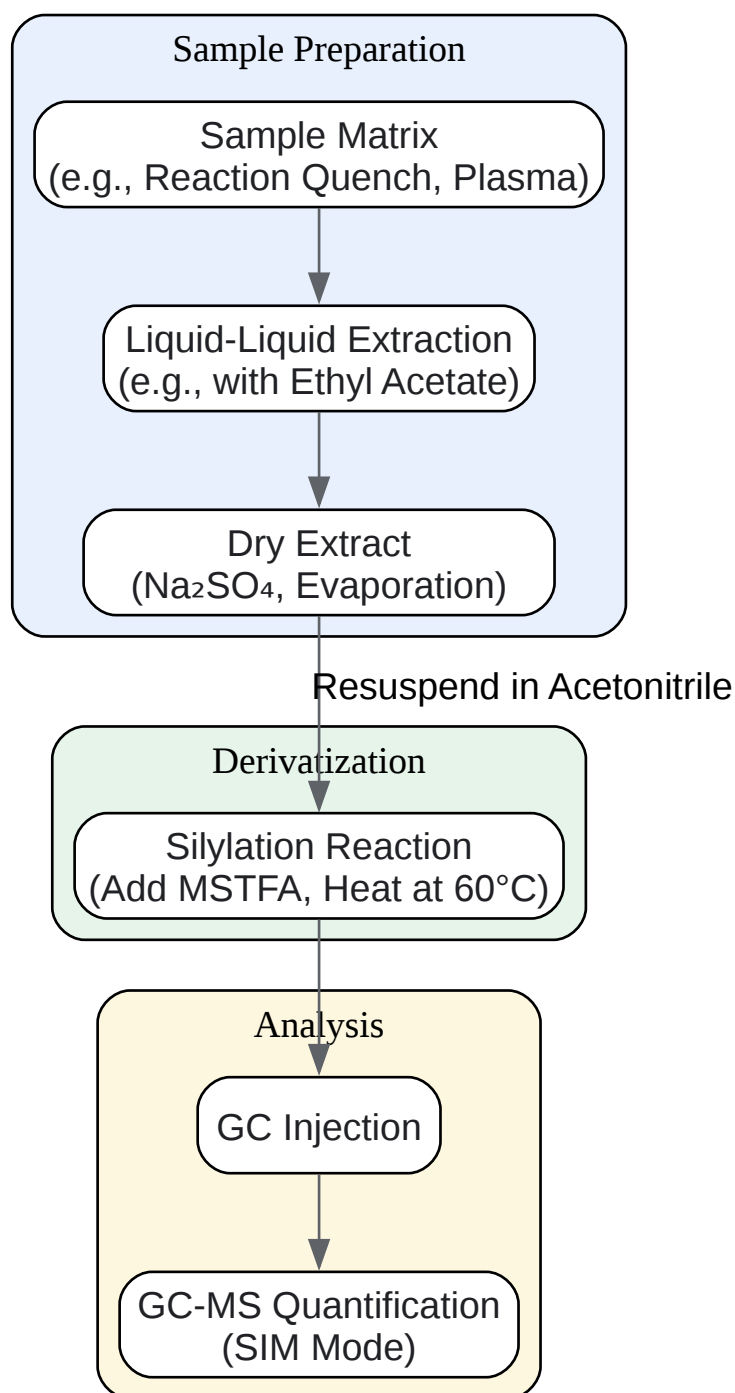 Sample Preparation
Sample Matrix
(e.g., Reaction Quench, Plasma)
Liquid-Liquid Extraction
(e.g., with Ethyl Acetate)
Dry Extract
(Na₂SO₄, Evaporation)
Resuspend in Acetonitrile
Derivatization
Silylation Reaction
(Add MSTFA, Heat at 60°C)
Analysis
GC Injection
GC-MS Quantification
(SIM Mode)